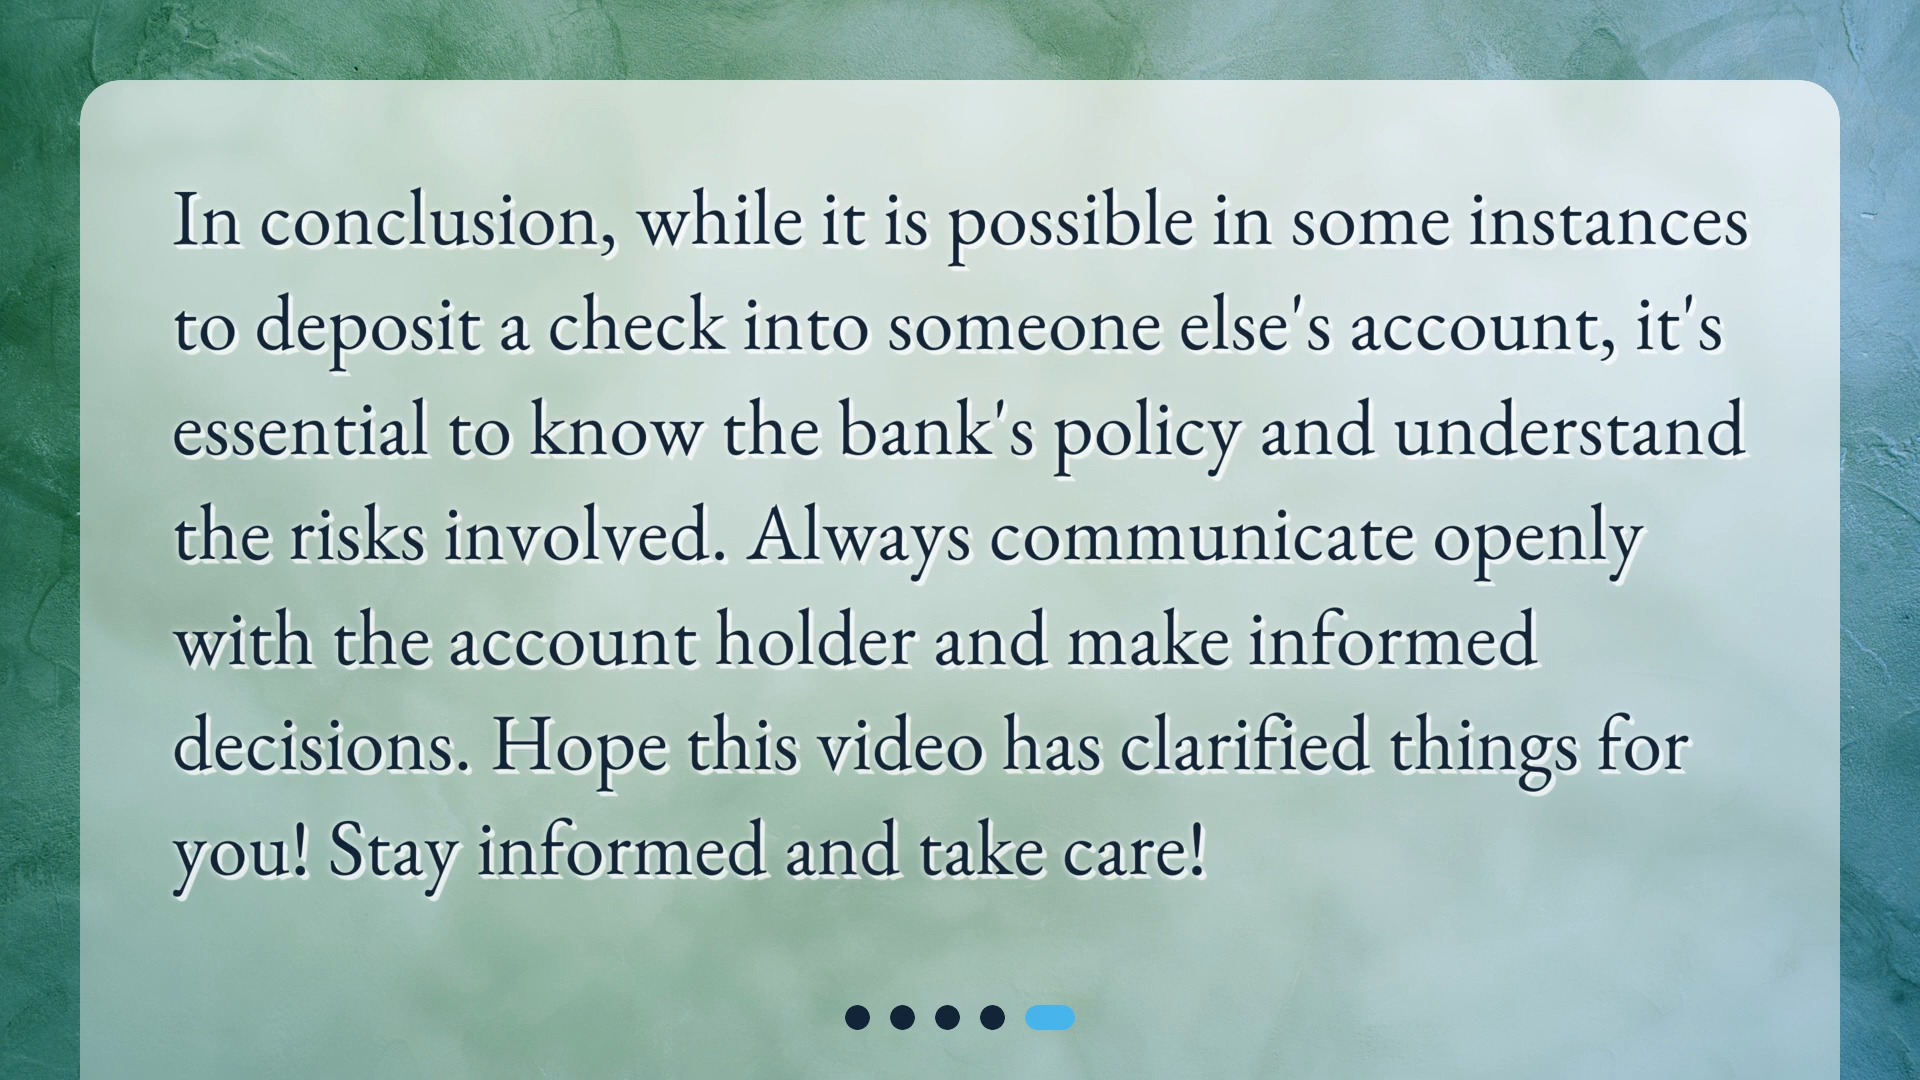 In conclusion, while it is possible in some instances
to deposit a check into someone else's account, it's
essential to know the bank's policy and understand
the risks involved. Always communicate openly
with the account holder and make informed
decisions. Hope this video has clarified things for
you! Stay informed and take care!